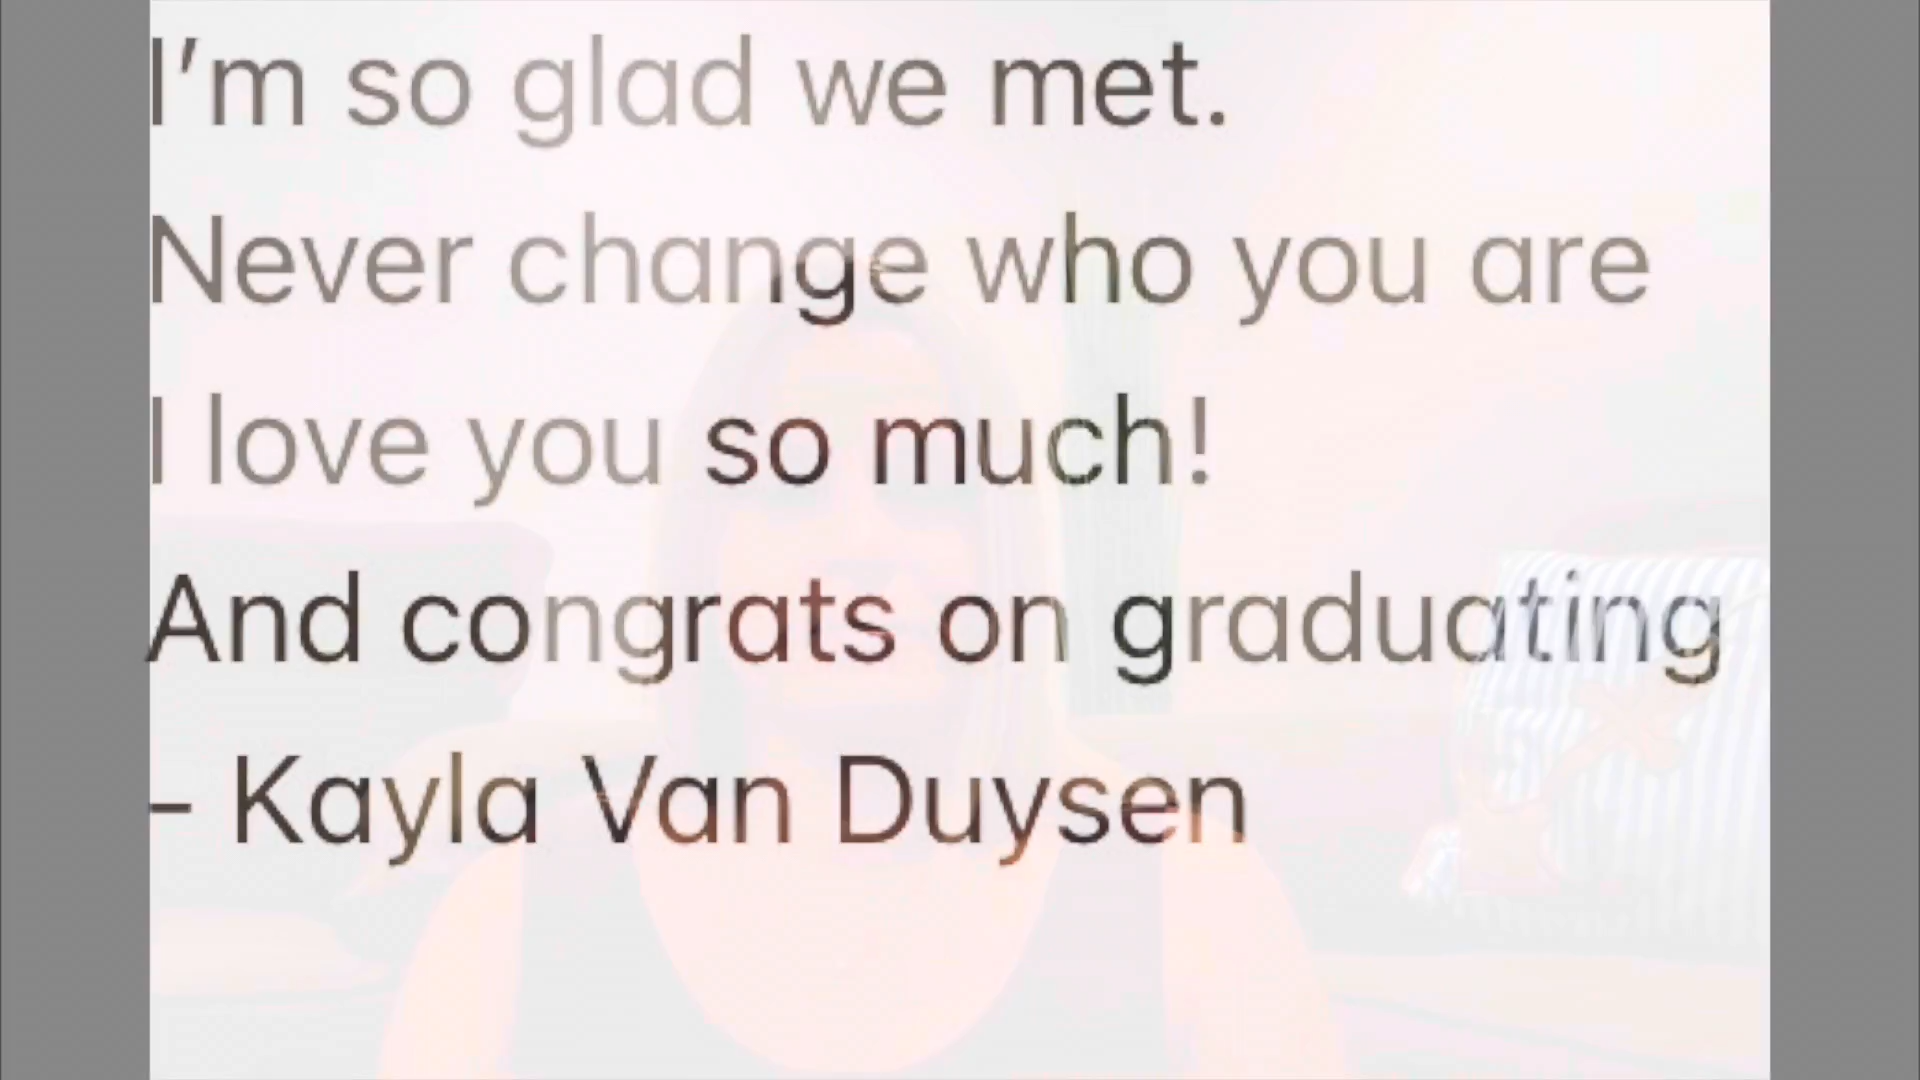 I'm so glad we met.
Never change who you are
I love you so much!
And congrats on graduating
- Kayla Van Duysen